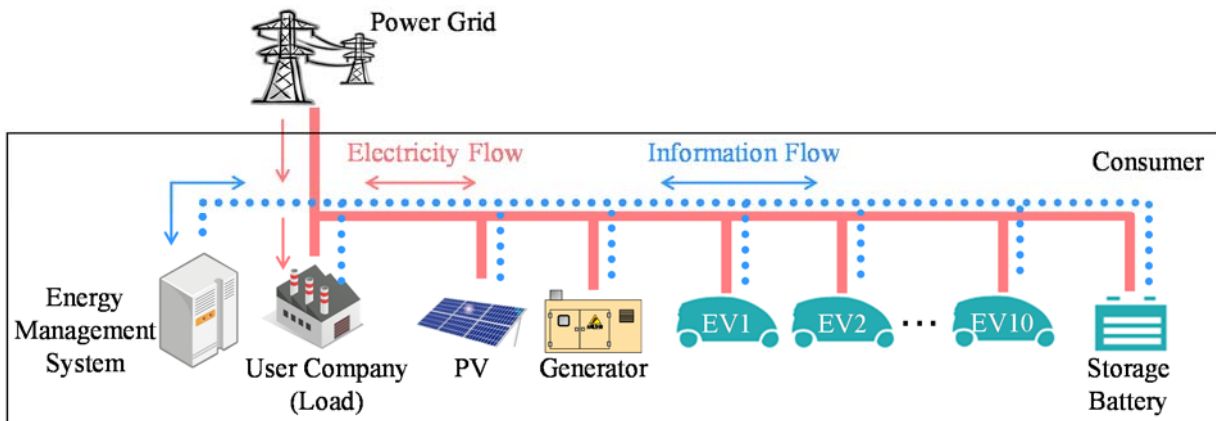 Power Grid
Electricity Flow
Information Flow
Consumer
Energy
Management
System
User Company
(Load)
PV
Generator
EV1
EV2
...
EV10
Storage
Battery